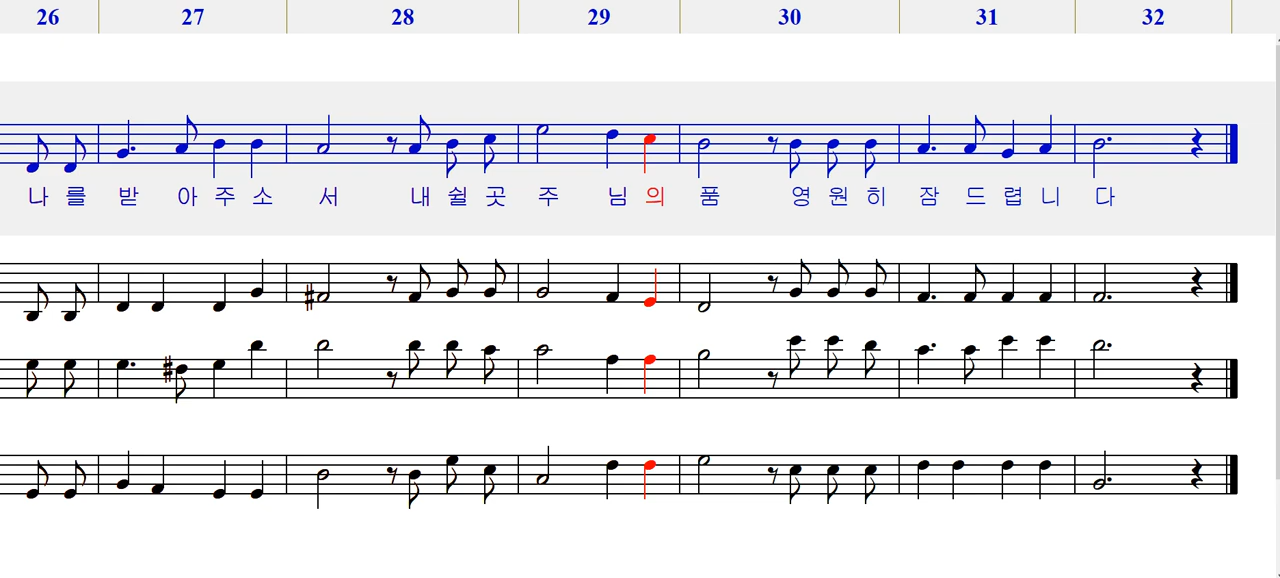 26 27 28 29 30 31 32
나 를 받 아 주 소 서 내 쉴 곳 주 님 의 품 영 원 히 잠 드 렵 니 다